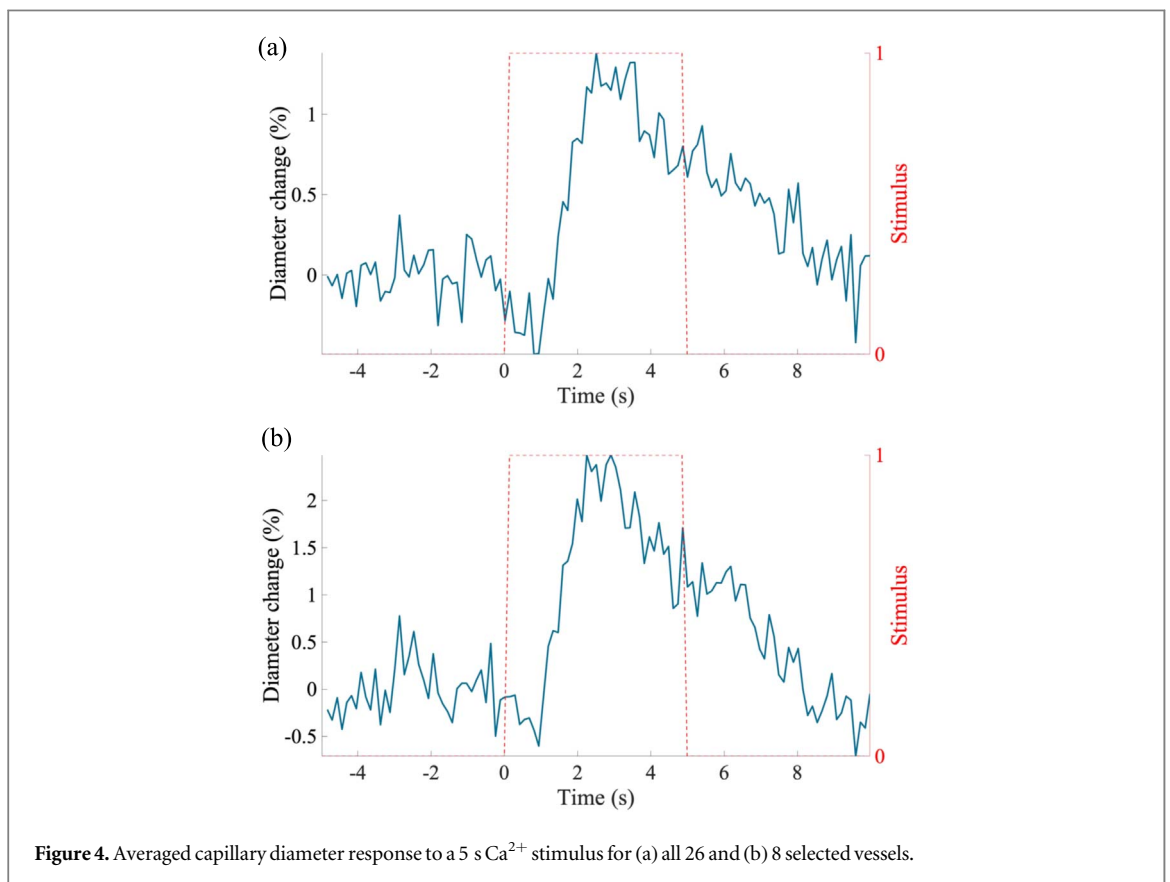 (a)
Diameter change (%)
1
0.5
0
1
0
Stimulus
-4 -2 0 2 4 6 8
Time (s)
(b)
Diameter change (%)
2
1.5
1
0.5
0
-0.5
1
0
Stimulus
-4 -2 0 2 4 6 8
Time (s)
Figure 4. Averaged capillary diameter response to a 5 s Ca²⁺ stimulus for (a) all 26 and (b) 8 selected vessels.